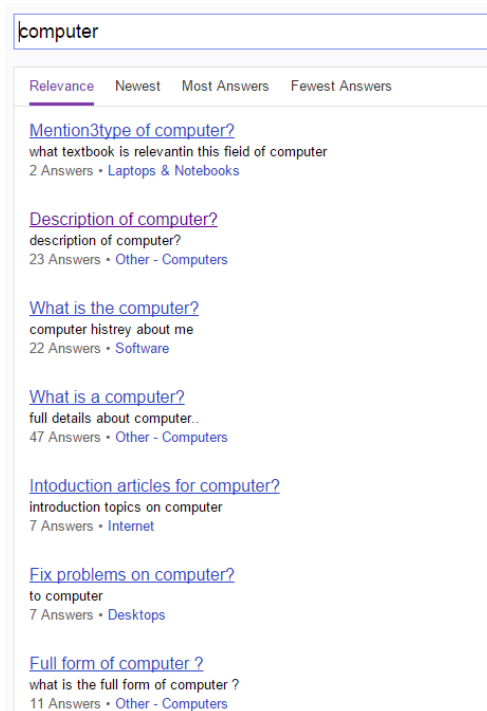 computer
Relevance Newest Most Answers Fewest Answers
Mention3type of computer?
what textbook is relevantin this fieid of computer
2 Answers • Laptops & Notebooks
Description of computer?
description of computer?
23 Answers • Other - Computers
What is the computer?
computer histrey about me
22 Answers • Software
What is a computer?
full details about computer..
47 Answers • Other - Computers
Intoduction articles for computer?
introduction topics on computer
7 Answers • Internet
Fix problems on computer?
to computer
7 Answers • Desktops
Full form of computer ?
what is the full form of computer ?
11 Answers • Other - Computers